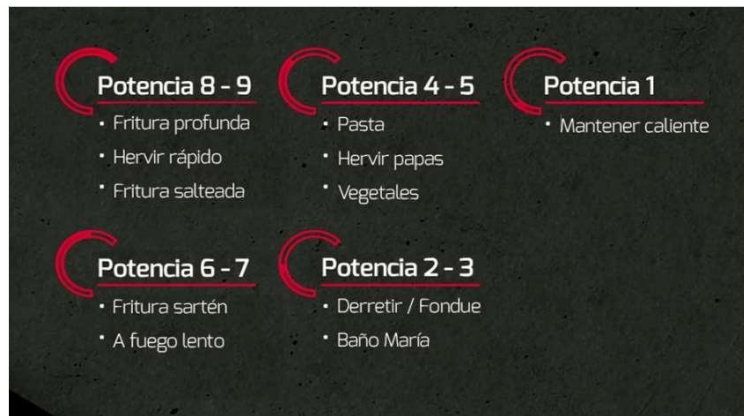 Potencia 8 - 9
• Fritura profunda
• Hervir rápido
• Fritura salteada
Potencia 4 - 5
• Pasta
• Hervir papas
• Vegetales
Potencia 1
• Mantener caliente
Potencia 6 - 7
• Fritura sartén
• A fuego lento
Potencia 2 - 3
• Derretir / Fondue
• Baño María